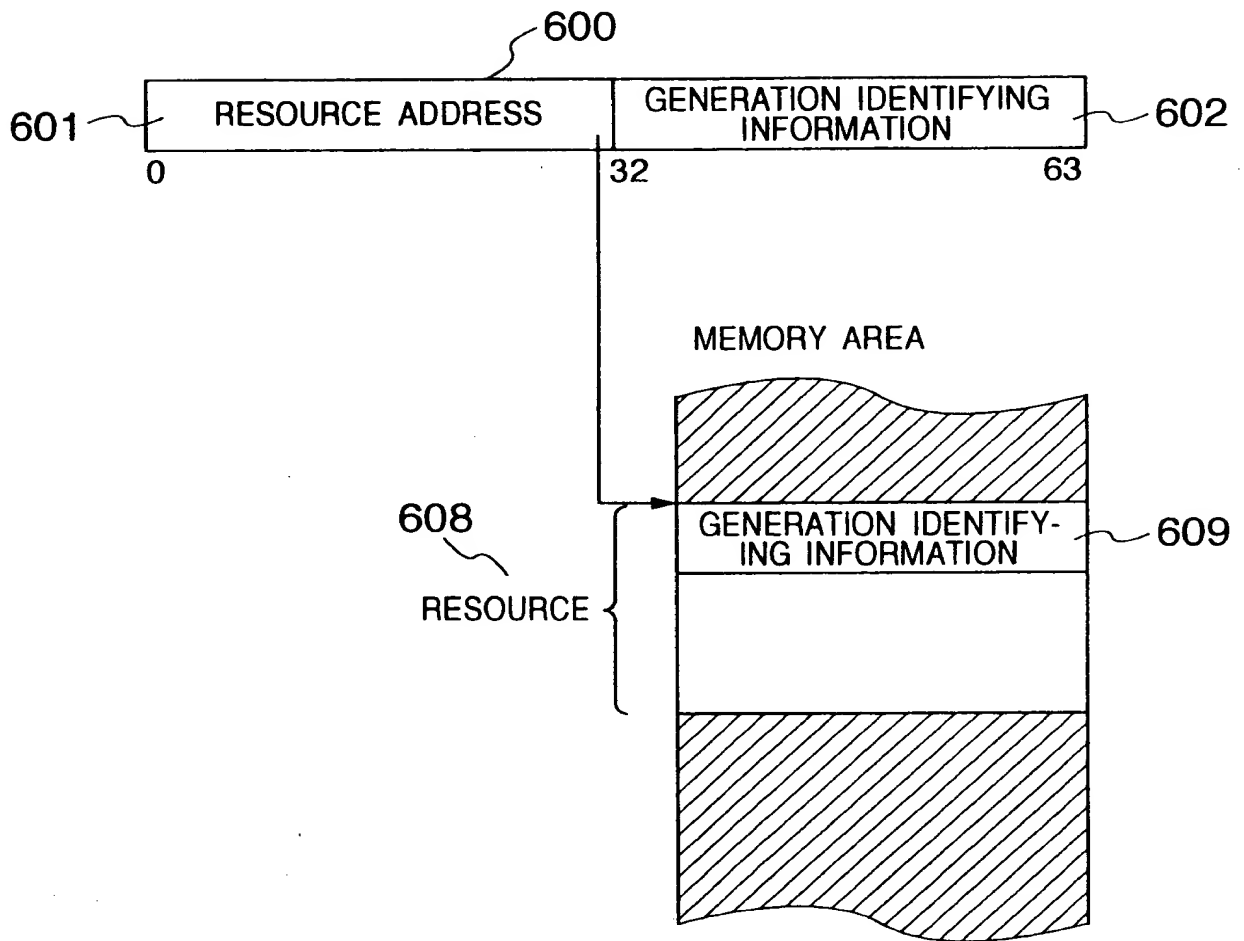 600
601
RESOURCE ADDRESS
GENERATION IDENTIFYING
INFORMATION
602
0
32
63
MEMORY AREA
608
GENERATION IDENTIFY-
ING INFORMATION
609
RESOURCE